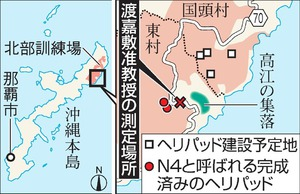 北部訓練場
那覇市
沖縄本島
N
渡嘉敷准教授の測定場所
国頭村
70
東村
高江の集落
ヘリパッド建設予定地
N4と呼ばれる完成
済みのヘリパッド